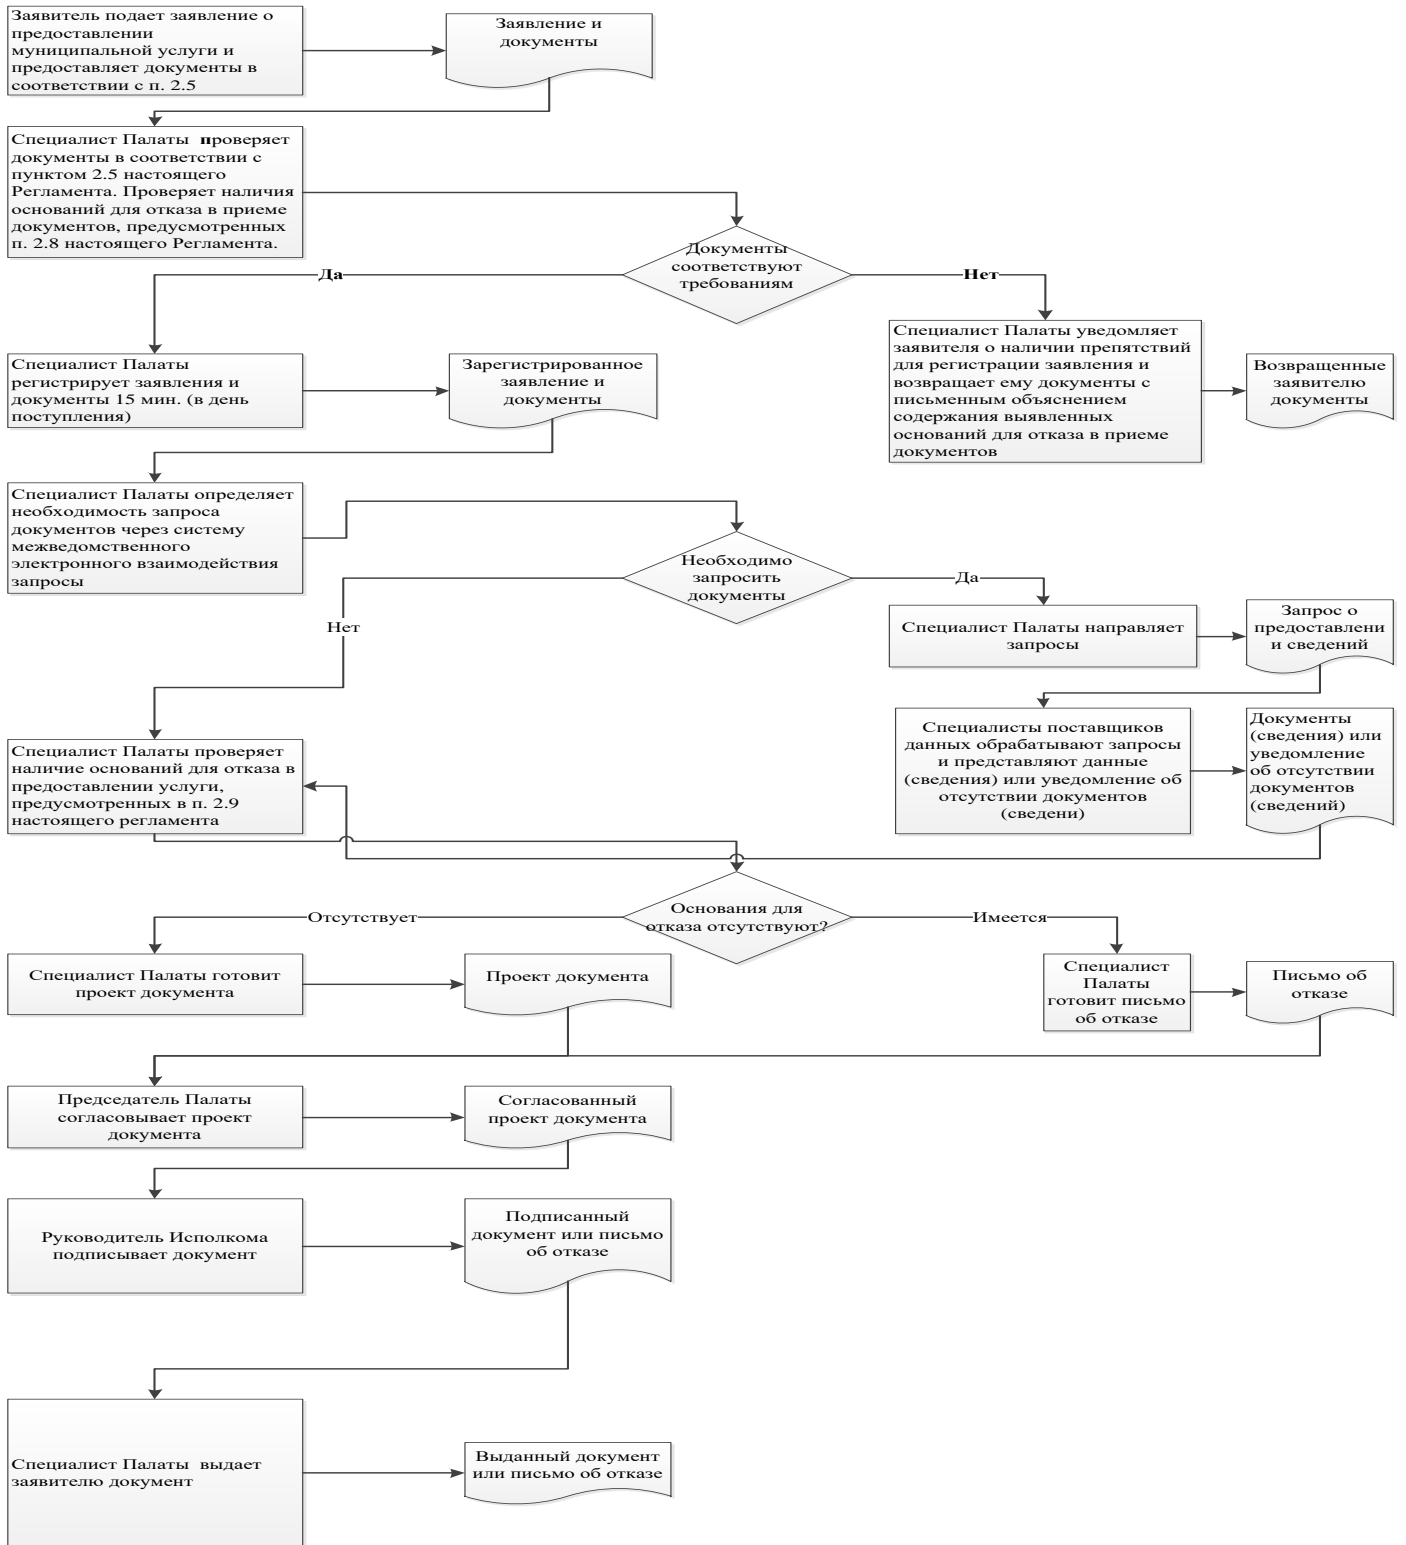 Заявитель подает заявление о
предоставлении
муниципальной услуги и
предоставляет документы в
соответствии с п. 2.5
Заявление и
документы
Специалист Палаты проверяет
документы в соответствии с
пунктом 2.5 настоящего
Регламента. Проверяет наличия
оснований для отказа в приеме
документов, предусмотренных
п. 2.8 настоящего Регламента.
Документы
соответствуют
требованиям
Да
Нет
Специалист Палаты
регистрирует заявления и
документы 15 мин. (в день
поступления)
Зарегистрированное
заявление и
документы
Специалист Палаты уведомляет
заявителя о наличии препятствий
для регистрации заявления и
возвращает ему документы с
письменным объяснением
содержания выявленных
оснований для отказа в приеме
документов
Возвращенные
заявителю
документы
Специалист Палаты определяет
необходимость запроса
документов через систему
межведомственного
электронного взаимодействия
запросы
Необходимо
запросить
документы
Да
Нет
Специалист Палаты направляет
запросы
Запрос о
предоставлени
и сведений
Специалисты поставщиков
данных обрабатывают запросы
и представляют данные
(сведения) или уведомление об
отсутствии документов
(сведени)
Документы
(сведения) или
уведомление
об отсутствии
документов
(сведений)
Специалист Палаты проверяет
наличие оснований для отказа в
предоставлении услуги,
предусмотренных в п. 2.9
настоящего регламента
Основания для
отказа отсутствуют?
Отсутствует
Имеется
Специалист Палаты готовит
проект документа
Проект документа
Специалист
Палаты
готовит письмо
об отказе
Письмо об
отказе
Председатель Палаты
согласовывает проект
документа
Согласованный
проект документа
Руководитель Исполкома
подписывает документ
Подписанный
документ или письмо
об отказе
Специалист Палаты выдает
заявителю документ
Выданный документ
или письмо об отказе